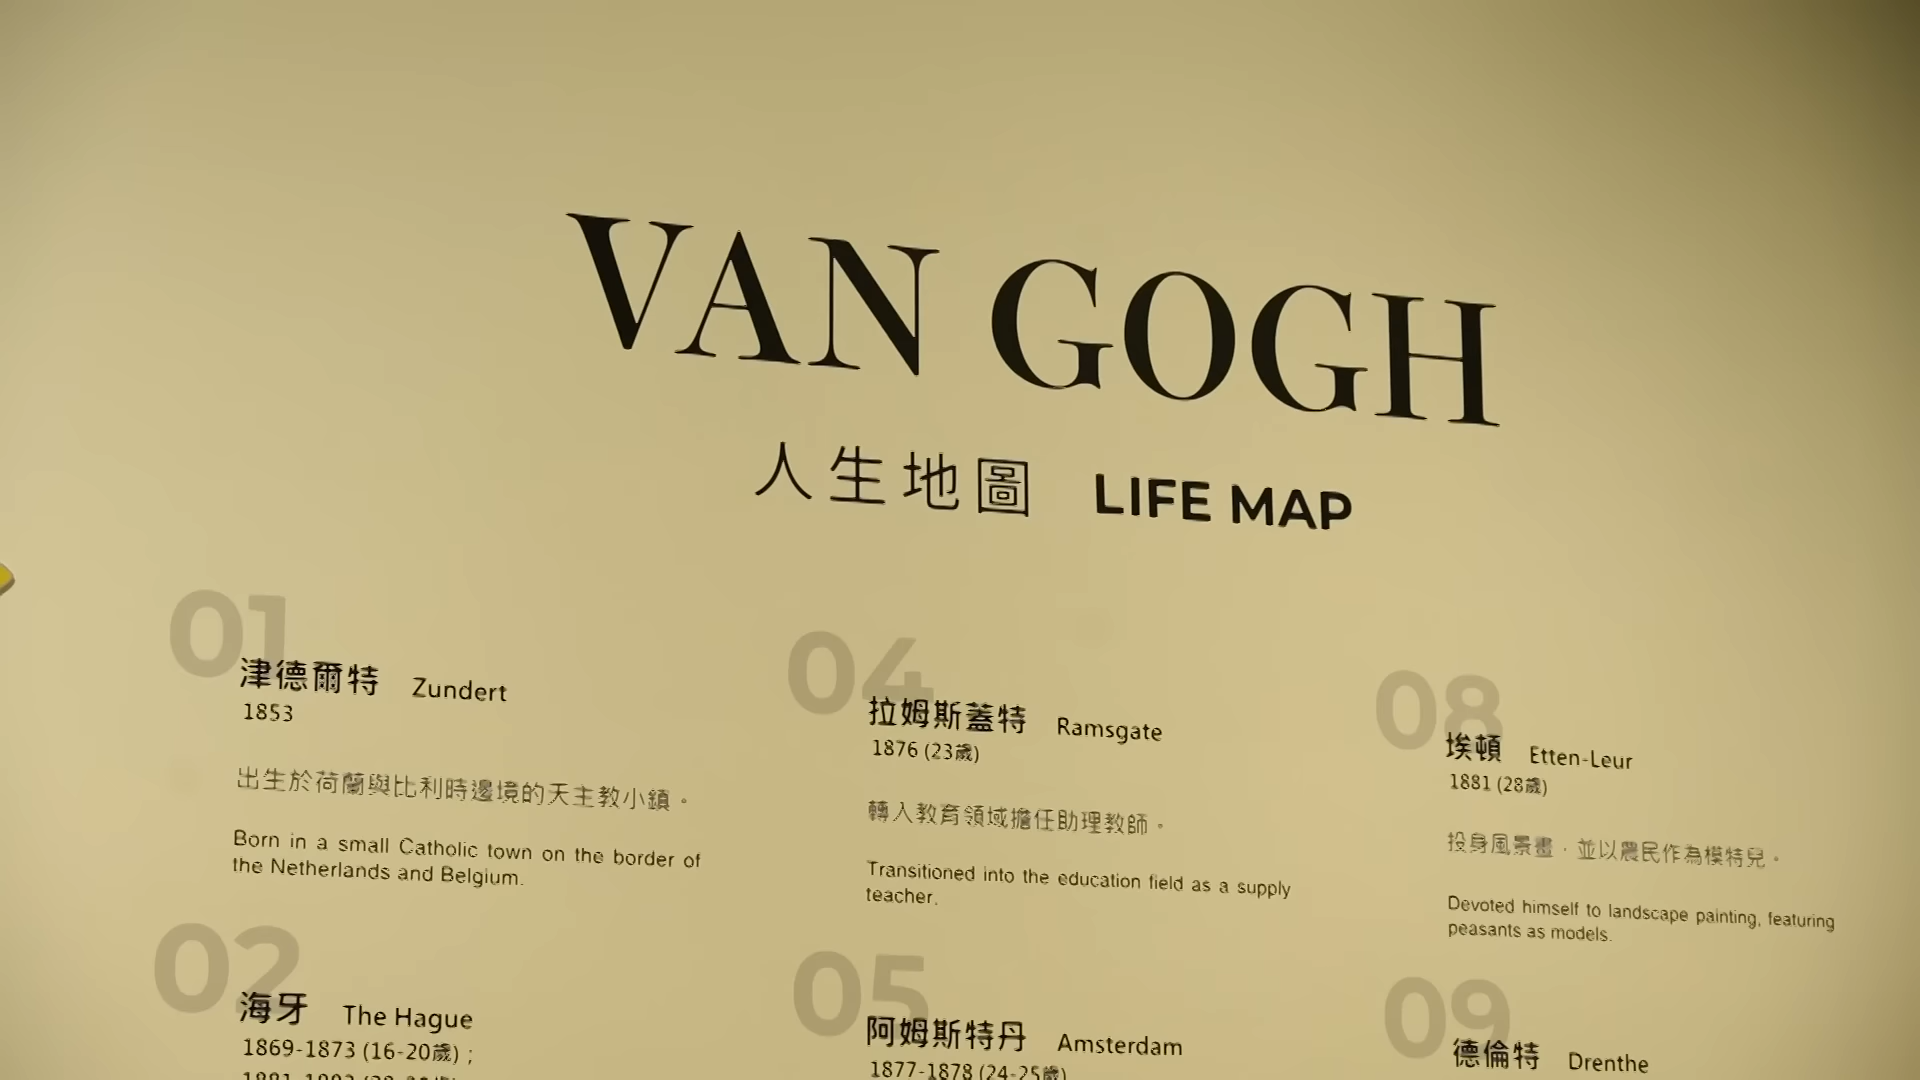 VAN GOGH
人生地圖 LIFE MAP
01
津德爾特 Zundert
1853
出生於荷蘭與比利時邊境的天主教小鎮。
Born in a small Catholic town on the border of
the Netherlands and Belgium.
02
海牙 The Hague
1869-1873 (16-20歲) ;
04
拉姆斯蓋特 Ramsgate
1876 (23歲)
轉入教育領域擔任助理教師。
Transitioned into the education field as a supply
teacher.
05
阿姆斯特丹 Amsterdam
1877-1878 (24-25歲)
08
埃頓 Etten-Leur
1881 (28歲)
投身風景畫，並以農民作為模特兒。
Devoted himself to landscape painting, featuring
peasants as models.
09
德倫特 Drenthe